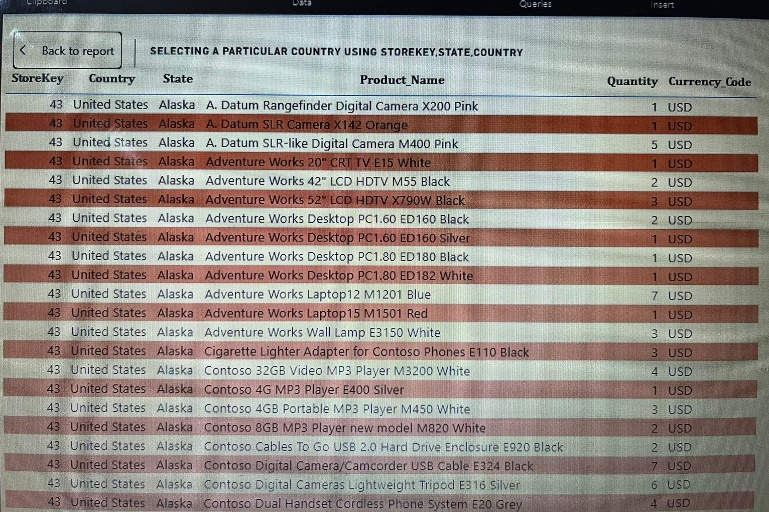 Clipboard
Data
Queries
Insert
Back to report
SELECTING A PARTICULAR COUNTRY USING STOREKEY,STATE,COUNTRY
StoreKey Country State Product_Name Quantity Currency_Code
43 United States Alaska A. Datum Rangefinder Digital Camera X200 Pink 1 USD
43 United States Alaska A. Datum SLR Camera X142 Orange 1 USD
43 United States Alaska A. Datum SLR-like Digital Camera M400 Pink 5 USD
43 United States Alaska Adventure Works 20" CRT TV E15 White 1 USD
43 United States Alaska Adventure Works 42" LCD HDTV M55 Black 2 USD
43 United States Alaska Adventure Works 52" LCD HDTV X790W Black 3 USD
43 United States Alaska Adventure Works Desktop PC1.60 ED160 Black 2 USD
43 United States Alaska Adventure Works Desktop PC1.60 ED160 Silver 1 USD
43 United States Alaska Adventure Works Desktop PC1.80 ED180 Black 1 USD
43 United States Alaska Adventure Works Desktop PC1.80 ED182 White 1 USD
43 United States Alaska Adventure Works Laptop12 M1201 Blue 7 USD
43 United States Alaska Adventure Works Laptop15 M1501 Red 1 USD
43 United States Alaska Adventure Works Wall Lamp E3150 White 3 USD
43 United States Alaska Cigarette Lighter Adapter for Contoso Phones E110 Black 3 USD
43 United States Alaska Contoso 32GB Video MP3 Player M3200 White 4 USD
43 United States Alaska Contoso 4G MP3 Player E400 Silver 1 USD
43 United States Alaska Contoso 4GB Portable MP3 Player M450 White 3 USD
43 United States Alaska Contoso 8GB MP3 Player new model M820 White 2 USD
43 United States Alaska Contoso Cables To Go USB 2.0 Hard Drive Enclosure E920 Black 2 USD
43 United States Alaska Contoso Digital Camera/Camcorder USB Cable E324 Black 7 USD
43 United States Alaska Contoso Digital Cameras Lightweight Tripod E316 Silver 6 USD
43 United States Alaska Contoso Dual Handset Cordless Phone System E20 Grey 4 USD